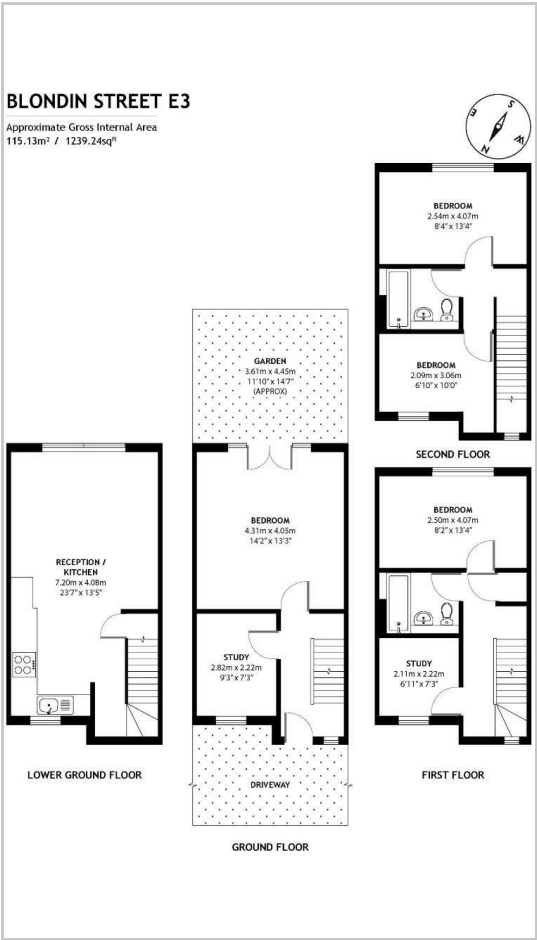 BLONDIN STREET E3
Approximate Gross Internal Area
115.13m² / 1239.24sqᶠᵗ
S
E
W
N
BEDROOM
2.54m x 4.07m
8'4" x 13'4"
BEDROOM
2.09m x 3.06m
6'10" x 10'0"
SECOND FLOOR
GARDEN
3.61m x 4.45m
11'10" x 14'7"
(APPROX)
BEDROOM
4.31m x 4.05m
14'2" x 13'3"
STUDY
2.82m x 2.22m
9'3" x 7'3"
DRIVEWAY
GROUND FLOOR
RECEPTION /
KITCHEN
7.20m x 4.08m
23'7" x 13'5"
LOWER GROUND FLOOR
BEDROOM
2.50m x 4.07m
8'2" x 13'4"
STUDY
2.11m x 2.22m
6'11" x 7'3"
FIRST FLOOR